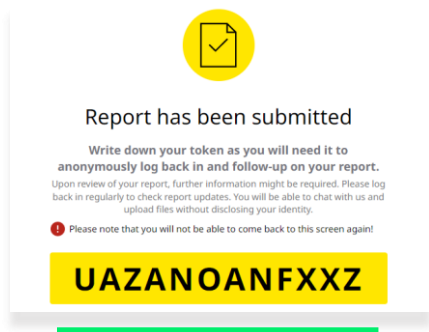 Report has been submitted
Write down your token as you will need it to
anonymously log back in and follow-up on your report.
Upon review of your report, further information might be required. Please log
back in regularly to check report updates. You will be able to chat with us and
upload files without disclosing your identity.
! Please note that you will not be able to come back to this screen again!
UAZANOANFXXZ